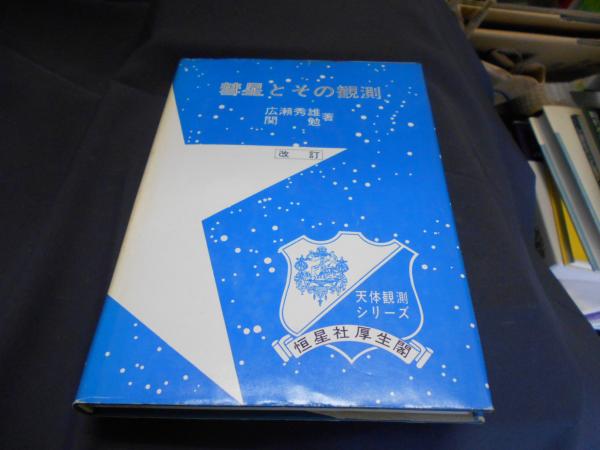 彗星とその観測
広瀬秀雄
関　勉 著
改訂
天体観測
シリーズ
恒星社厚生閣